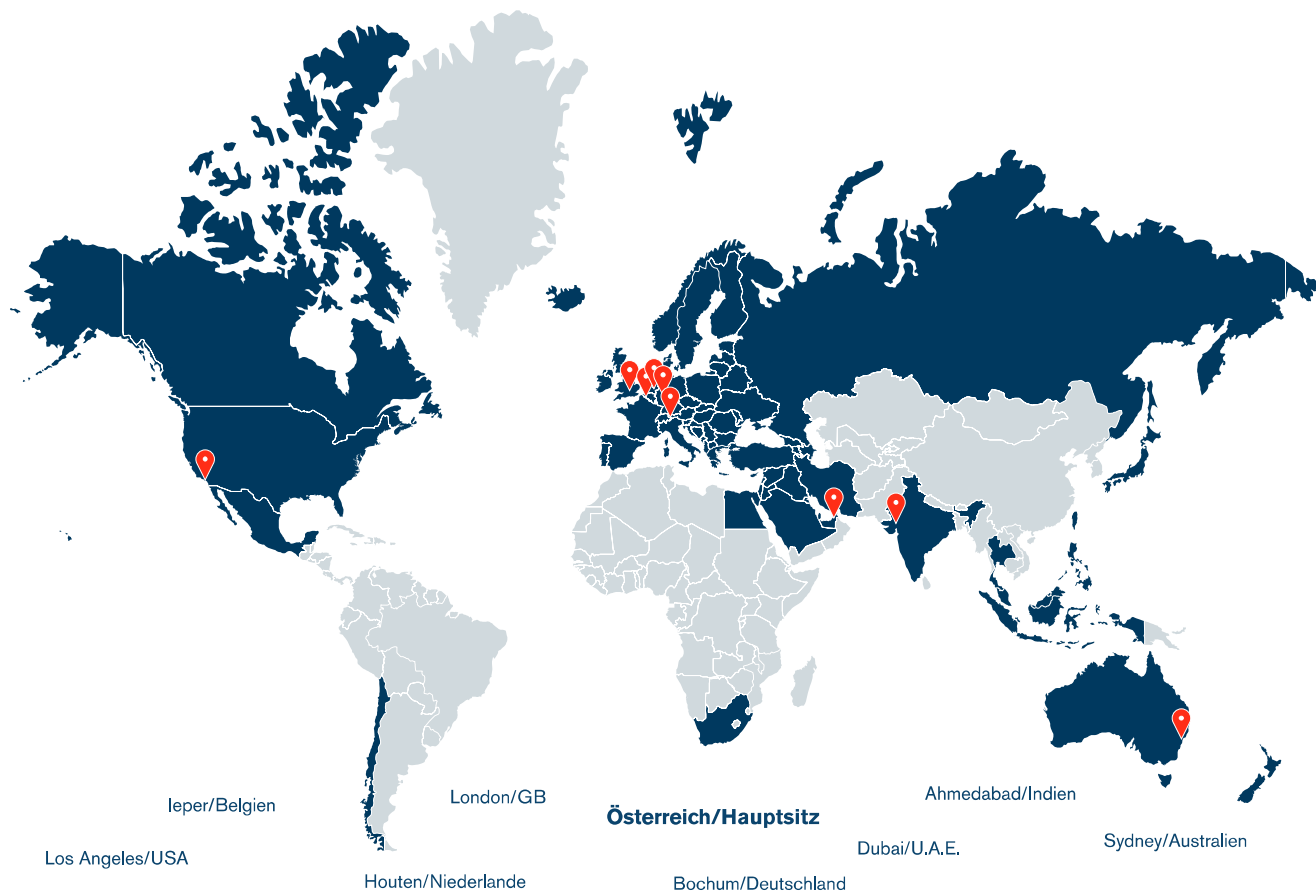 Ieper/Belgien
London/GB
Österreich/Hauptsitz
Ahmedabad/Indien
Los Angeles/USA
Houten/Niederlande
Bochum/Deutschland
Dubai/U.A.E.
Sydney/Australien